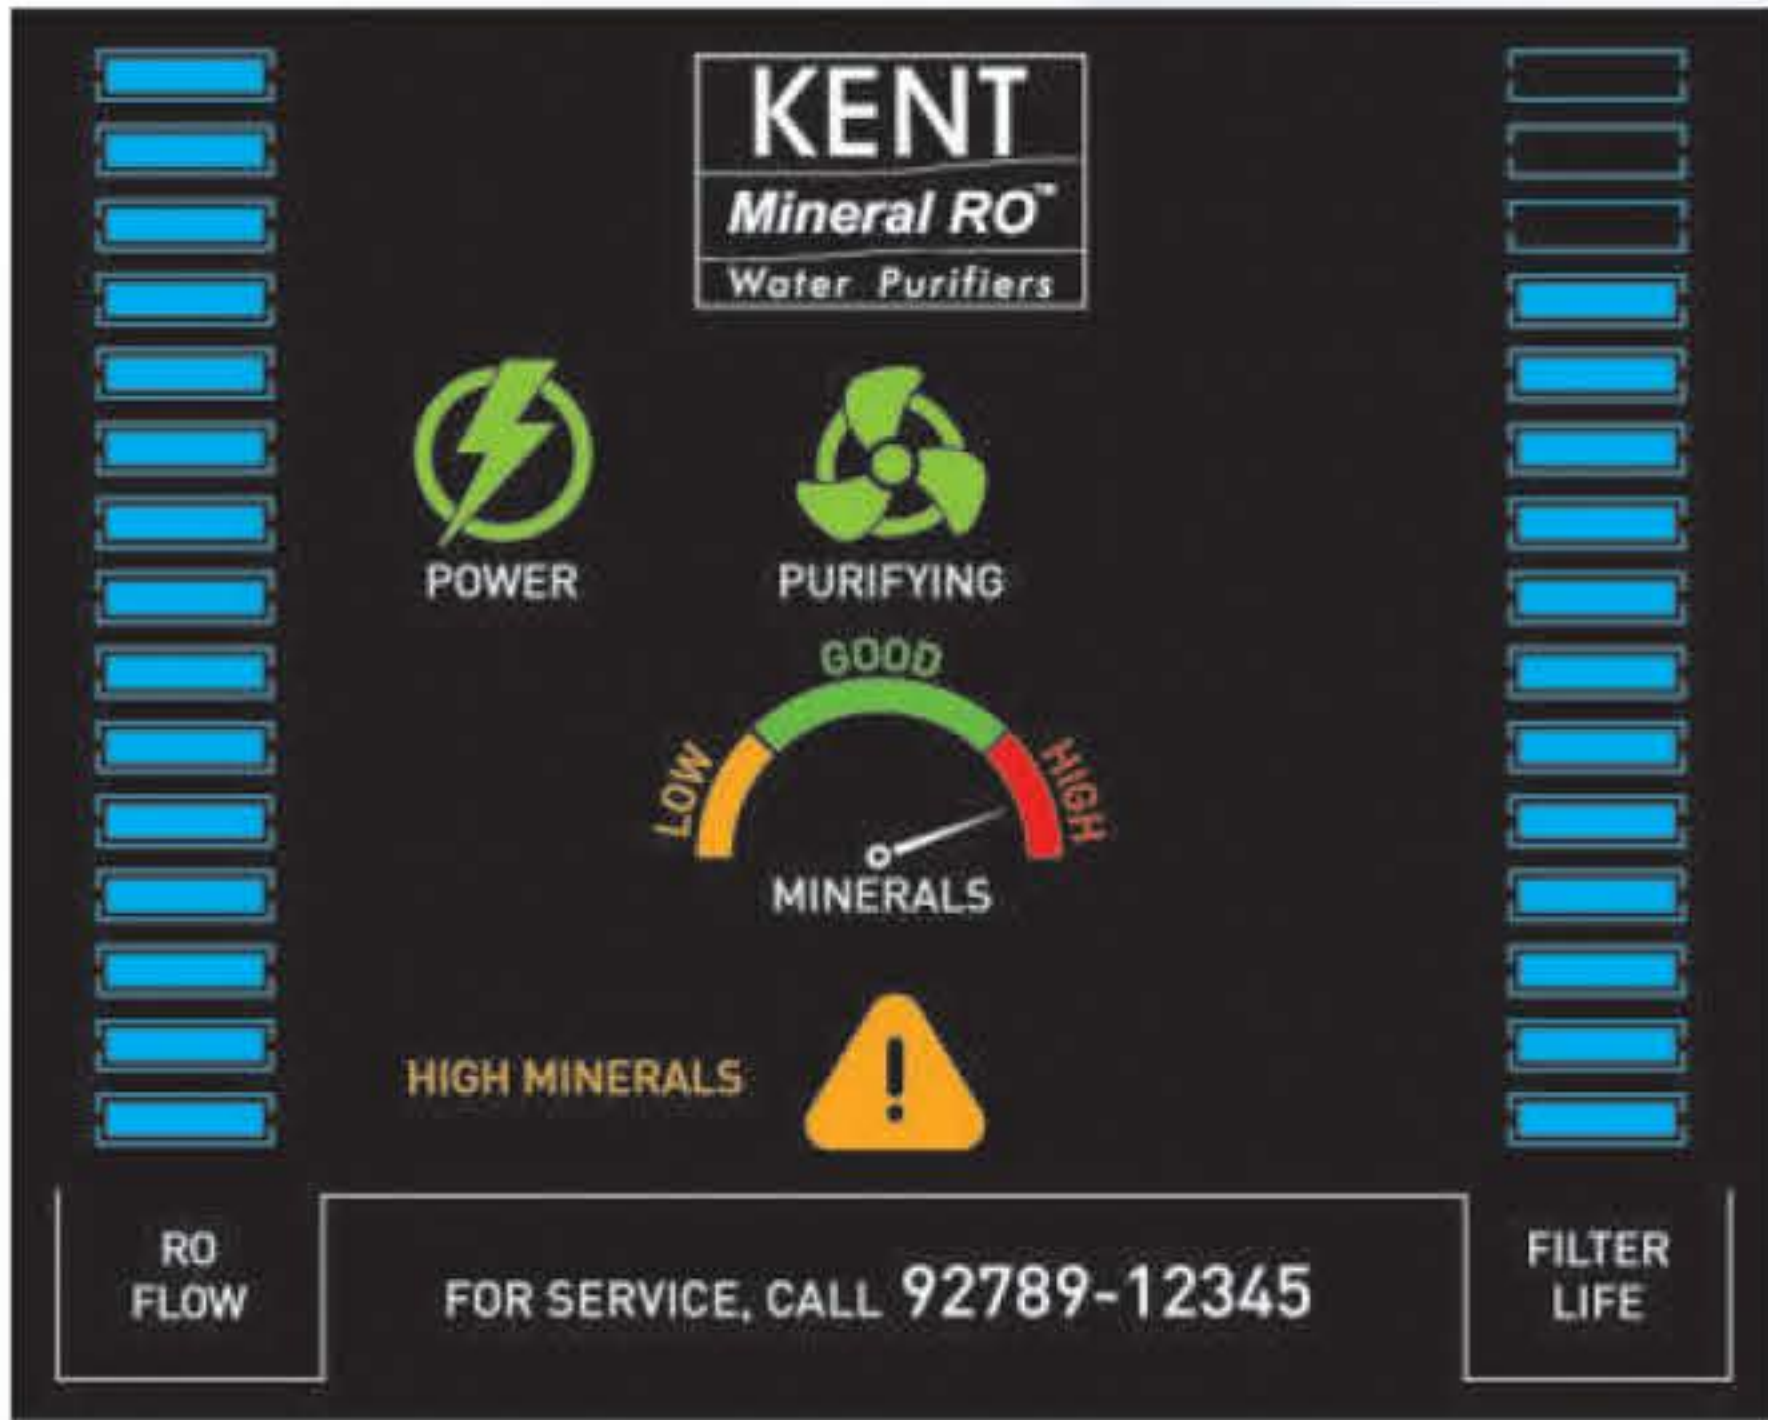 KENT
Mineral RO™
Water Purifiers
POWER
PURIFYING
GOOD
LOW
HIGH
MINERALS
HIGH MINERALS
RO
FLOW
FOR SERVICE, CALL 92789-12345
FILTER
LIFE